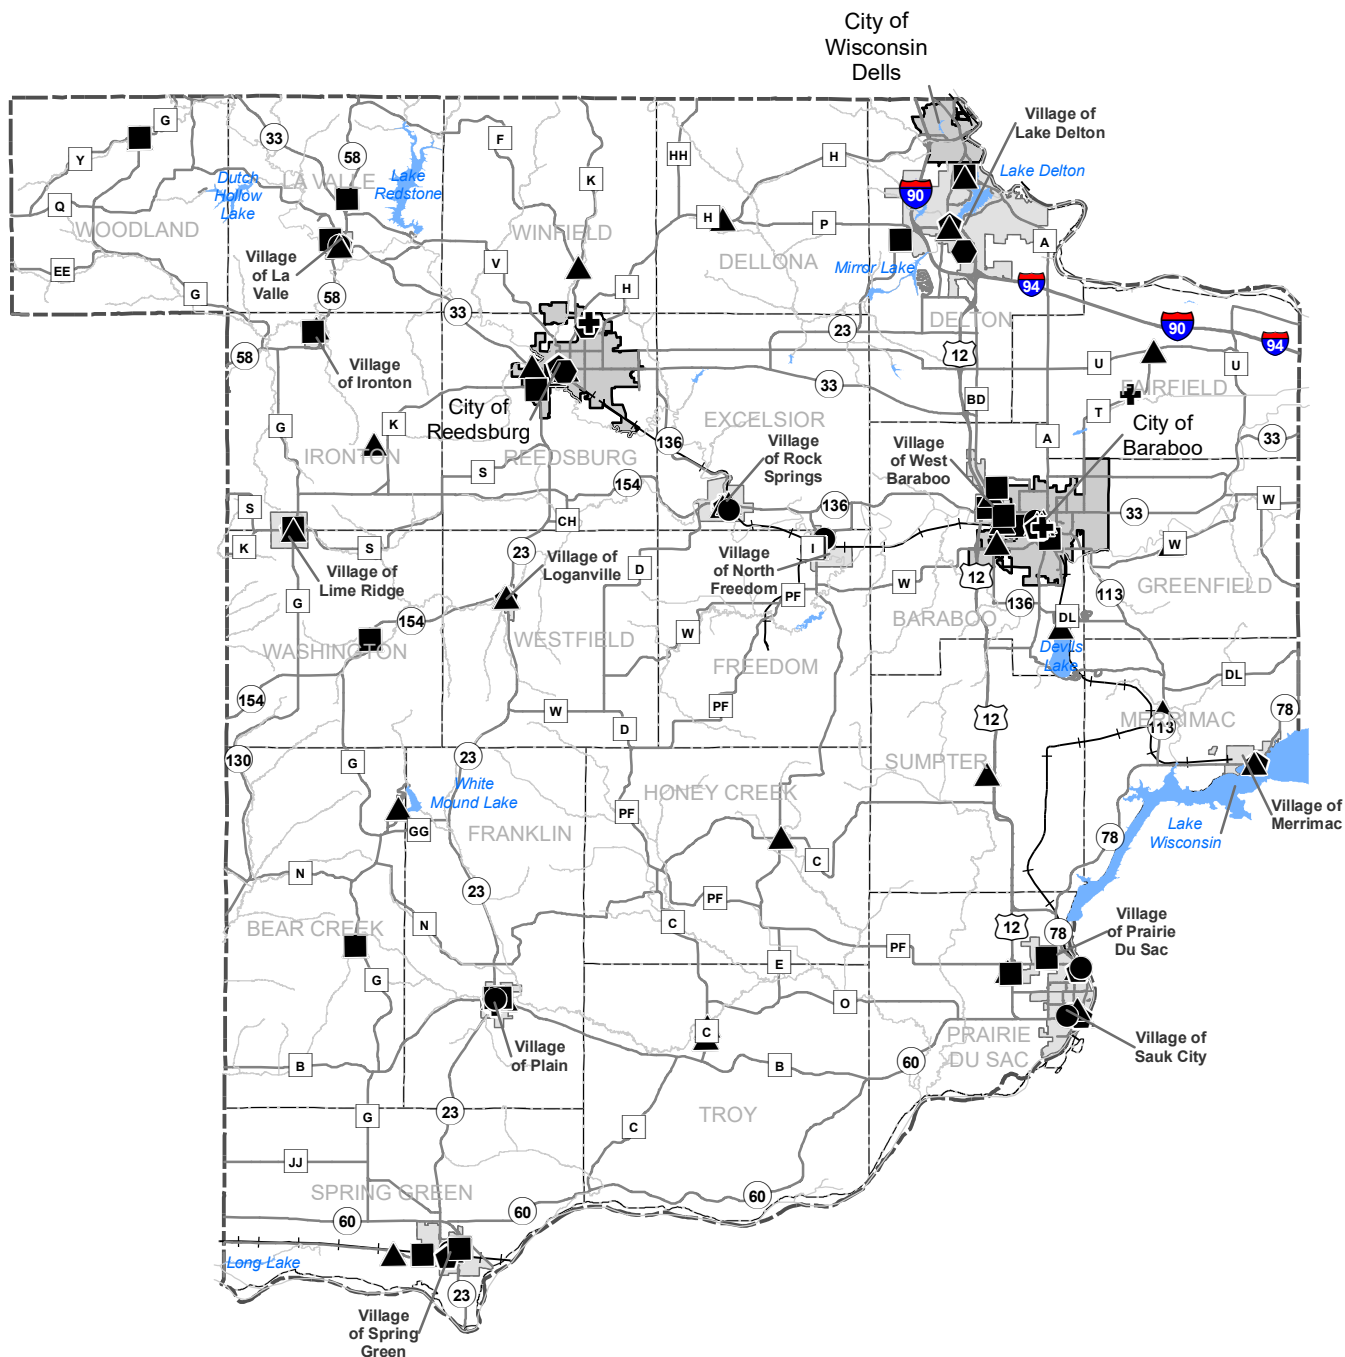 City of
Wisconsin
Dells
Village of
Lake Delton
Lake Delton
G
33
58
F
HH
H
Y
K
90
Dutch
Hollow
Lake
LA VALLE
Lake
Redstone
Q
WOODLAND
WINFIELD
H
P
A
DELLONA
Mirror Lake
Village
of La
Valle
V
EE
G
58
H
94
33
23
DELTON
90
94
58
12
U
U
Village
of Ironton
33
BD
FAIRFIELD
City of
Reedsburg
G
K
EXCELSIOR
T
City of
Baraboo
136
A
33
IRONTON
REEDSBURG
Village
of Rock
Springs
Village
of West
Baraboo
S
154
S
136
W
33
CH
K
S
23
Village of
Loganville
I
W
Village of
Lime Ridge
D
Village
of North
Freedom
12
W
GREENFIELD
G
PF
136
113
154
BARABOO
DL
WASHINGTON
WESTFIELD
W
FREEDOM
Devils
Lake
DL
154
W
PF
12
MERRIMAC
78
D
113
130
G
23
SUMPTER
White
Mound Lake
HONEY CREEK
Village of
Merrimac
GG
FRANKLIN
PF
78
Lake
Wisconsin
C
N
23
PF
BEAR CREEK
N
C
12
78
Village
of Prairie
Du Sac
PF
E
G
O
C
PRAIRIE
DU SAC
Village of
Sauk City
Village
of Plain
B
B
60
G
23
TROY
C
JJ
SPRING GREEN
60
60
60
Long Lake
23
Village
of Spring
Green